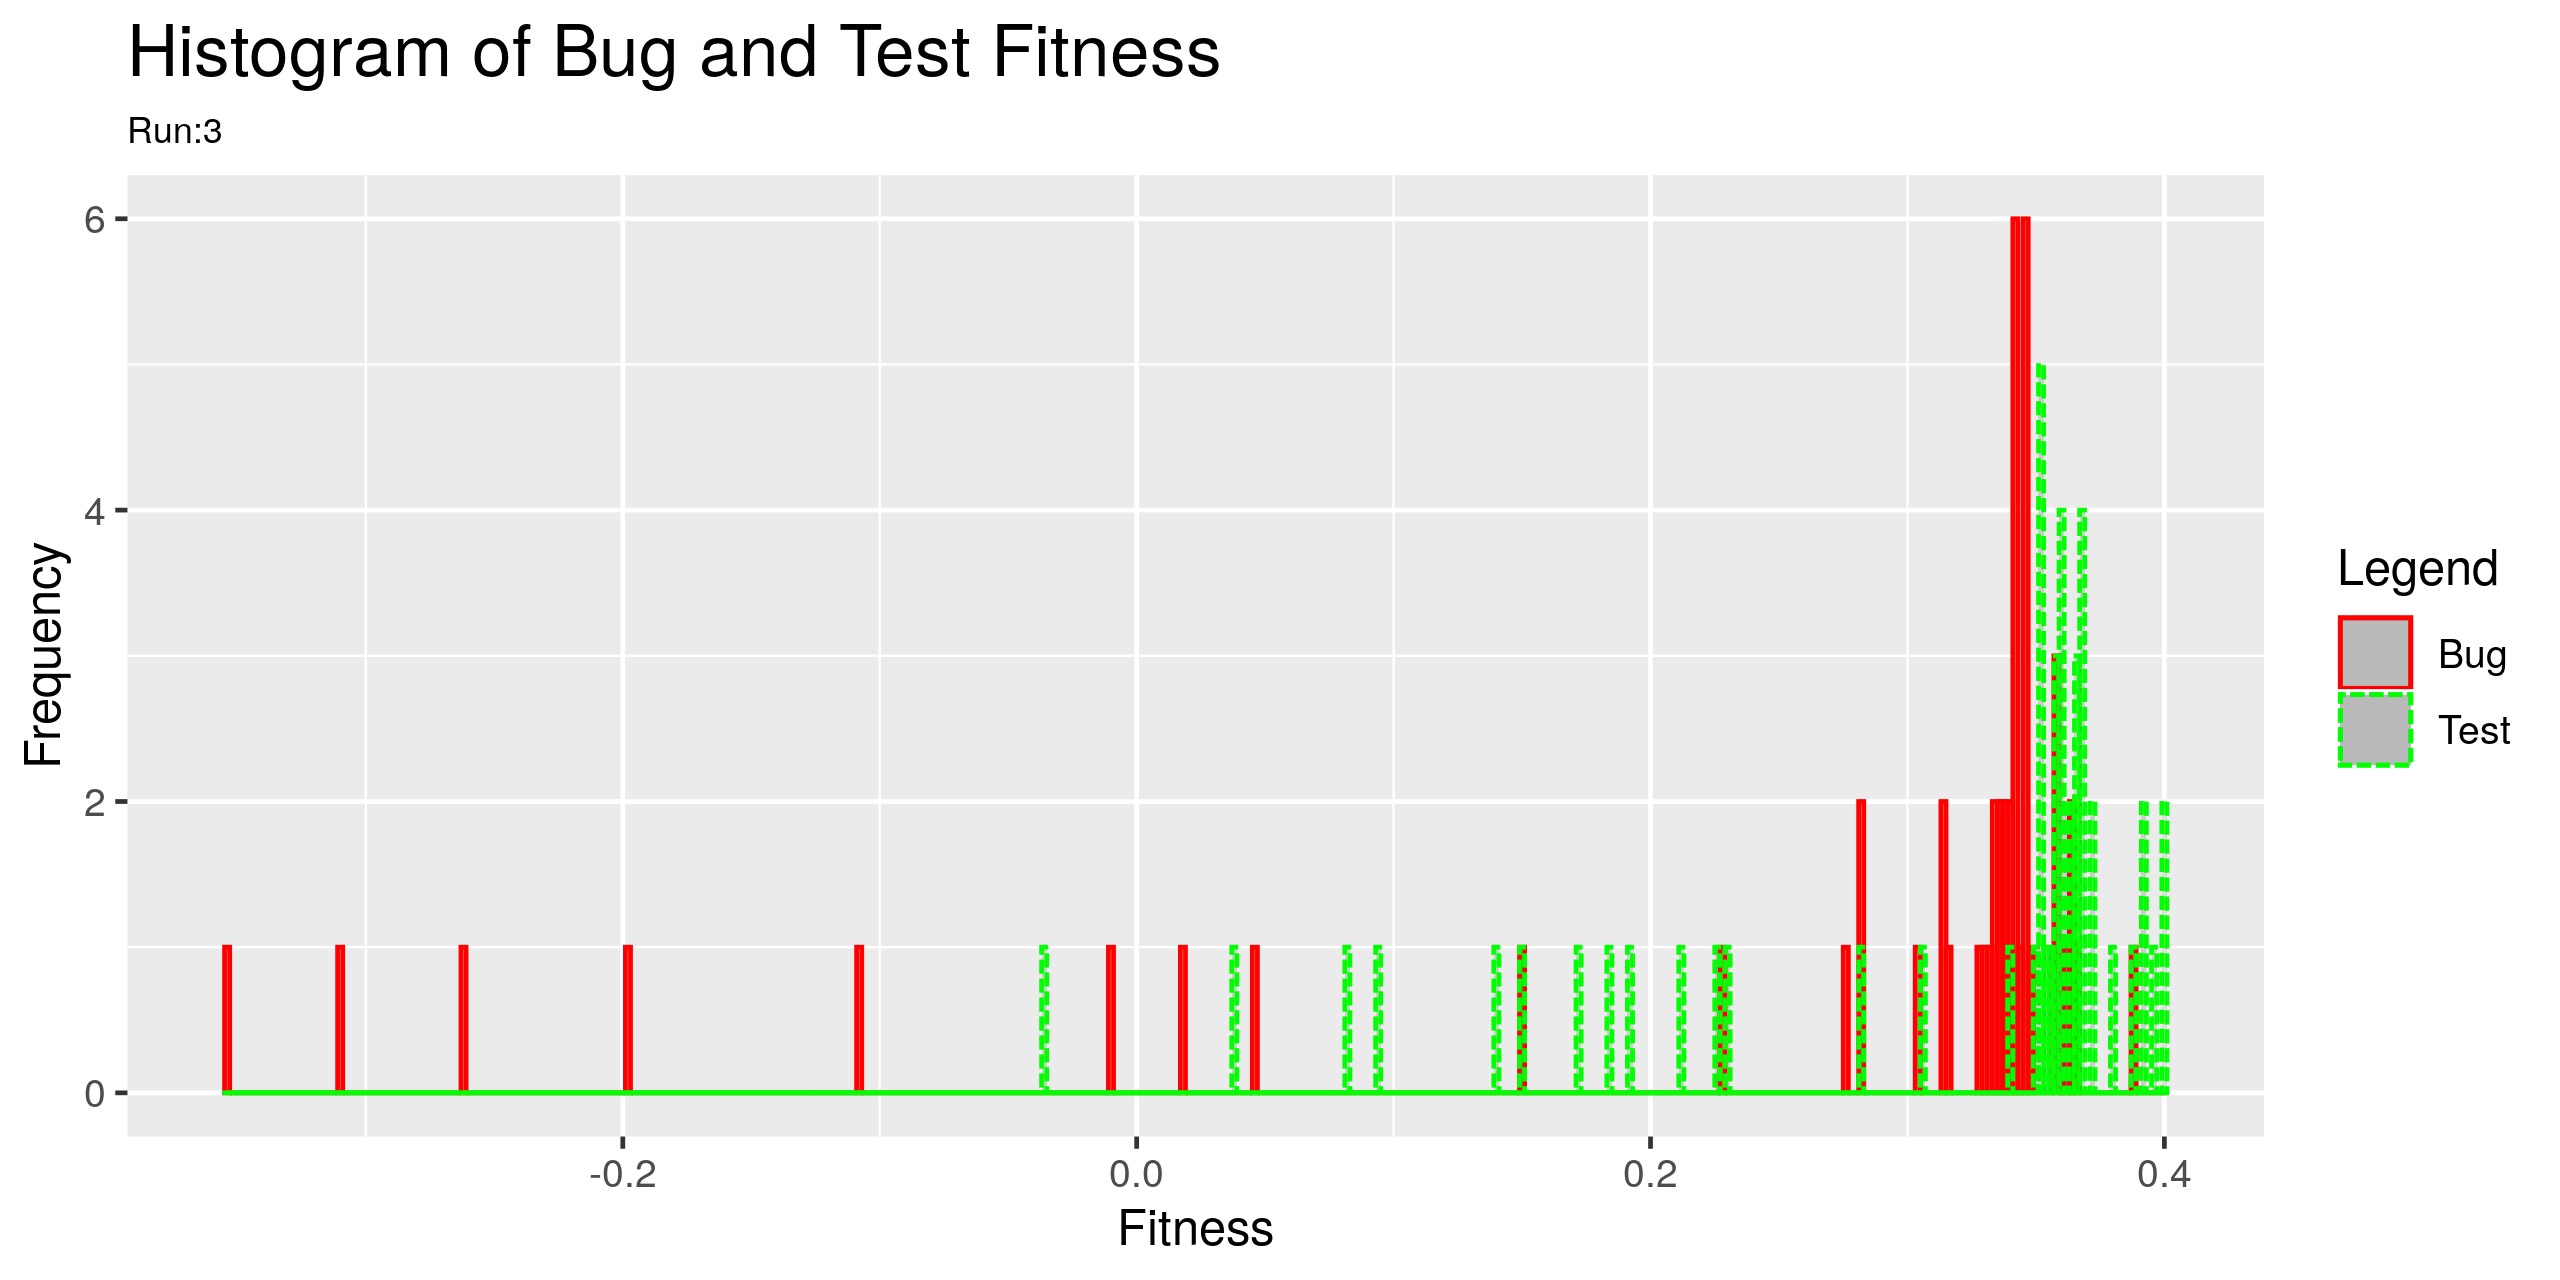 Histogram of Bug and Test Fitness
Run:3
6
4
2
0
Frequency
-0.2
0.0
0.2
0.4
Fitness
Legend
Bug
Test